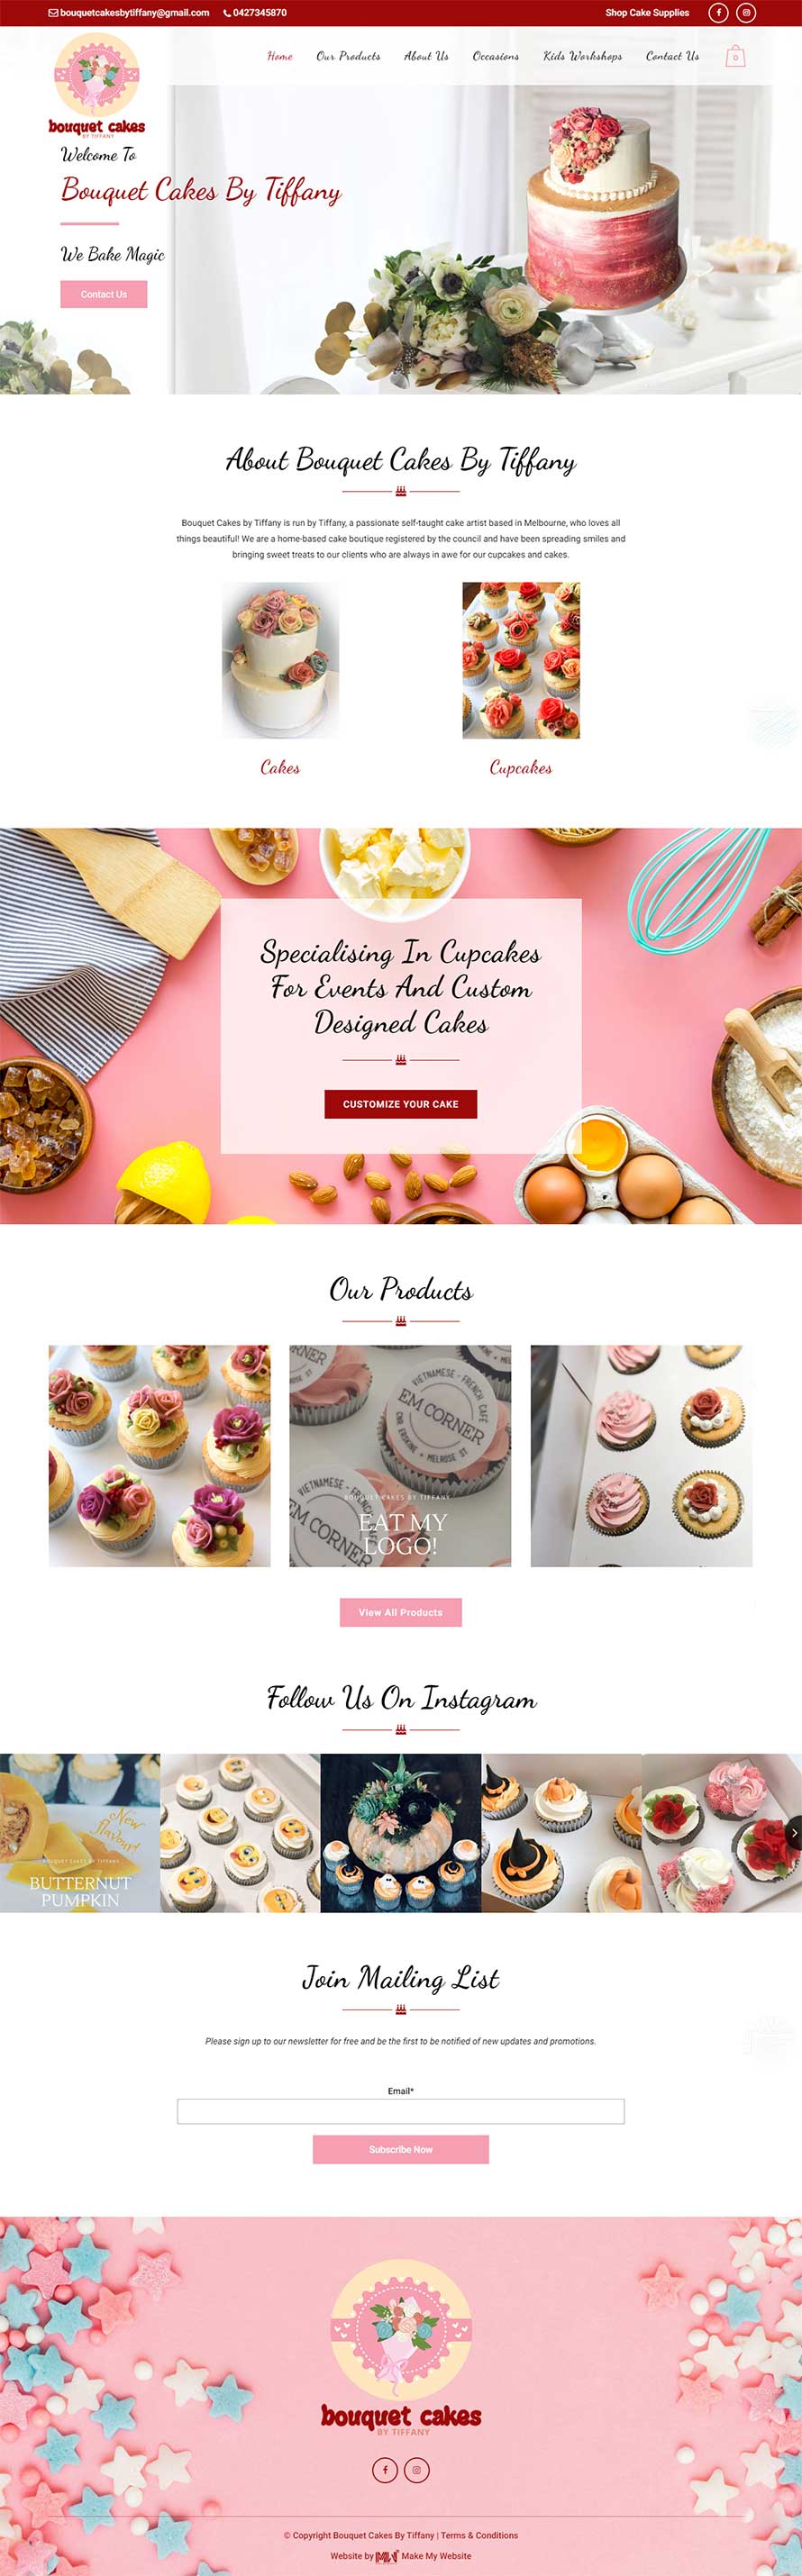 bouquetcakesbytiffany@gmail.com 0427345870 Shop Cake Supplies
Home Our Products About Us Occasions Kids Workshops Contact Us 0
bouquet cakes
BY TIFFANY
Welcome To
Bouquet Cakes By Tiffany
We Bake Magic
Contact Us
About Bouquet Cakes By Tiffany
Bouquet Cakes by Tiffany is run by Tiffany, a passionate self-taught cake artist based in Melbourne, who loves all
things beautiful! We are a home-based cake boutique registered by the council and have been spreading smiles and
bringing sweet treats to our clients who are always in awe for our cupcakes and cakes.
Cakes Cupcakes
Specialising In Cupcakes
For Events And Custom
Designed Cakes
CUSTOMIZE YOUR CAKE
Our Products
VIETNAMESE - FRENCH CAFE
EM CORNER
CNR ERSKINE + MELROSE ST
VIETNAMESE - 
EM CORNER
BOUQUET CAKES BY TIFFANY
EAT MY
LOGO!
View All Products
Follow Us On Instagram
New
flavour!
BOUQUET CAKES BY TIFFANY
BUTTERNUT
PUMPKIN
Join Mailing List
Please sign up to our newsletter for free and be the first to be notified of new updates and promotions.
Email*
Subscribe Now
bouquet cakes
BY TIFFANY
© Copyright Bouquet Cakes By Tiffany | Terms & Conditions
Website by MMW Make My Website